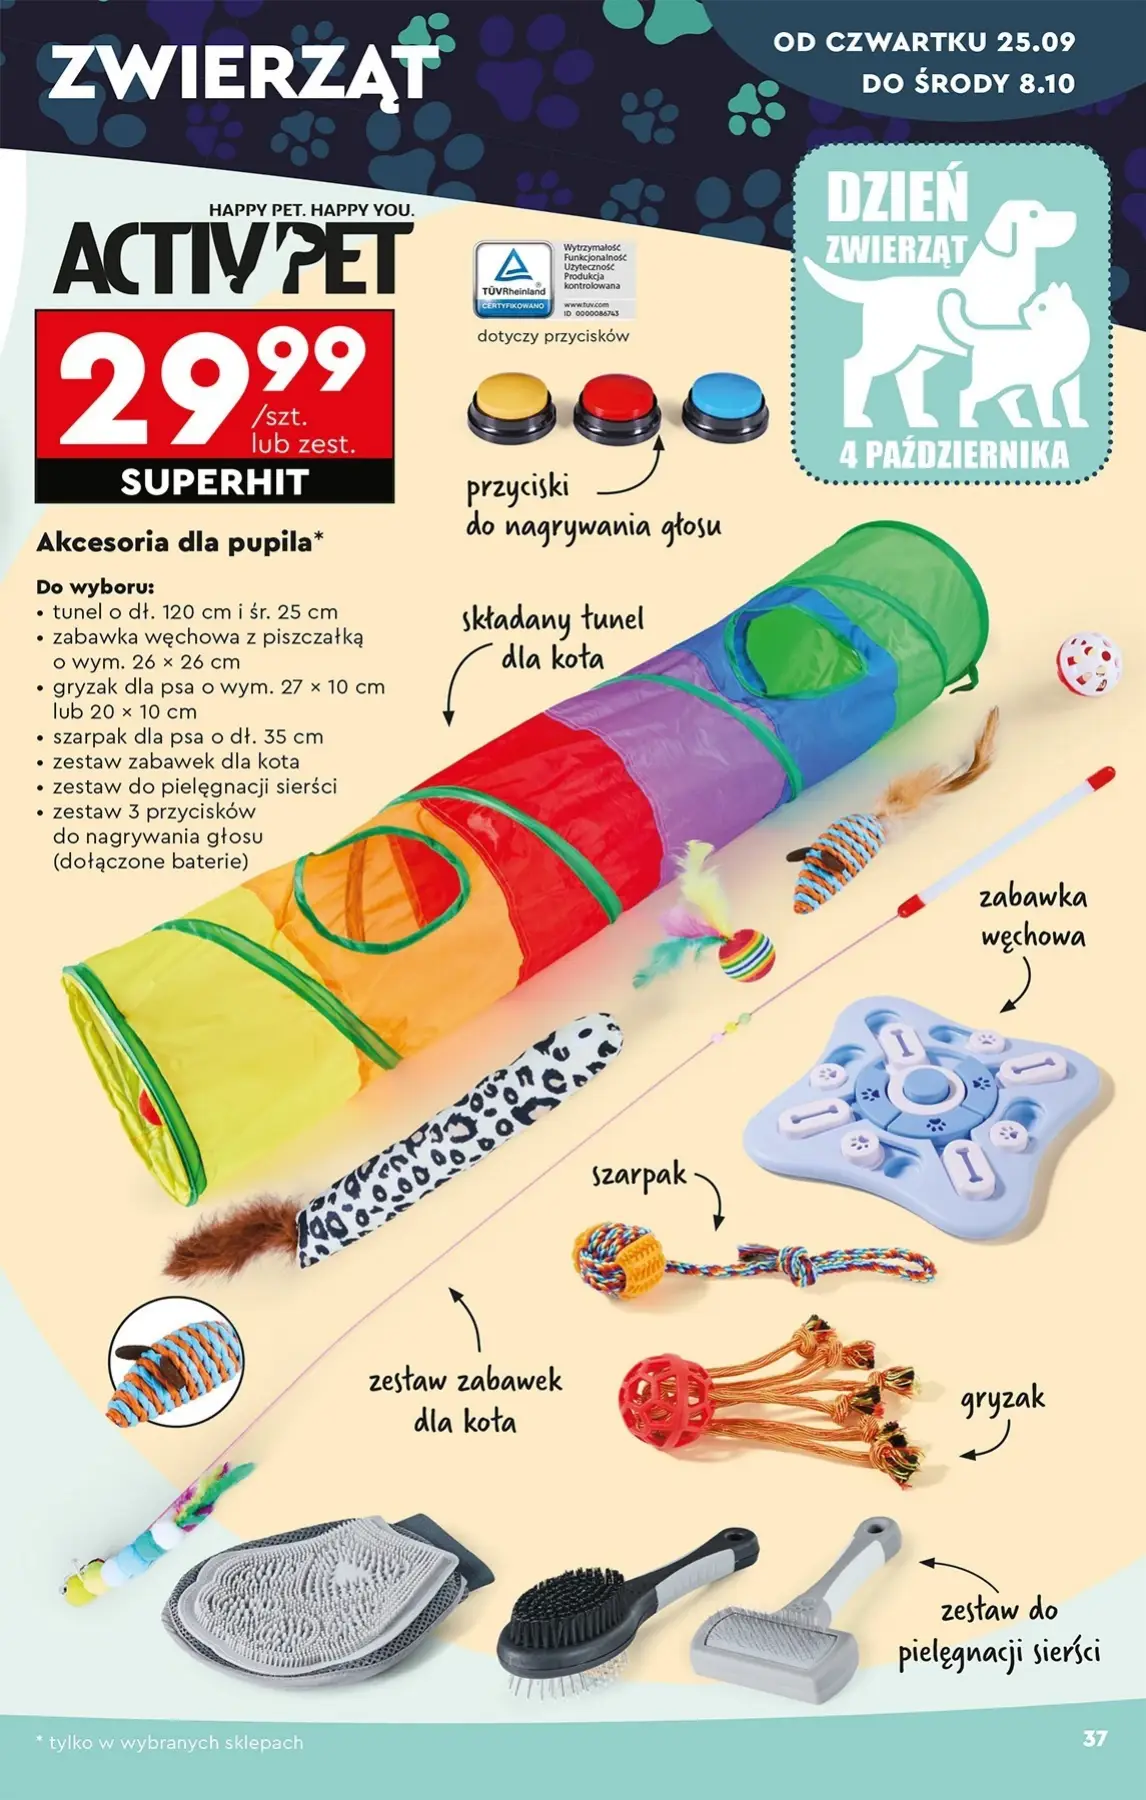 ZWIERZĄT
OD CZWARTKU 25.09
DO ŚRODY 8.10
DZIEŃ
ZWIERZĄT
4 PAŹDZIERNIKA
HAPPY PET. HAPPY YOU.
ACTIV PET
29 99
/szt.
lub zest.
SUPERHIT
TÜVRheinland
CERTYFIKOWANO
Wytrzymałość
Funkcjonalność
Użyteczność
Produkcja
kontrolowana
www.tuv.com
ID 0000086743
dotyczy przycisków
przyciski
do nagrywania głosu
Akcesoria dla pupila*
Do wyboru:
• tunel o dł. 120 cm i śr. 25 cm
• zabawka węchowa z piszczałką
o wym. 26 × 26 cm
• gryzak dla psa o wym. 27 × 10 cm
lub 20 × 10 cm
• szarpak dla psa o dł. 35 cm
• zestaw zabawek dla kota
• zestaw do pielęgnacji sierści
• zestaw 3 przycisków
do nagrywania głosu
(dołączone baterie)
składany tunel
dla kota
zabawka
węchowa
szarpak
zestaw zabawek
dla kota
gryzak
zestaw do
pielęgnacji sierści
* tylko w wybranych sklepach
37